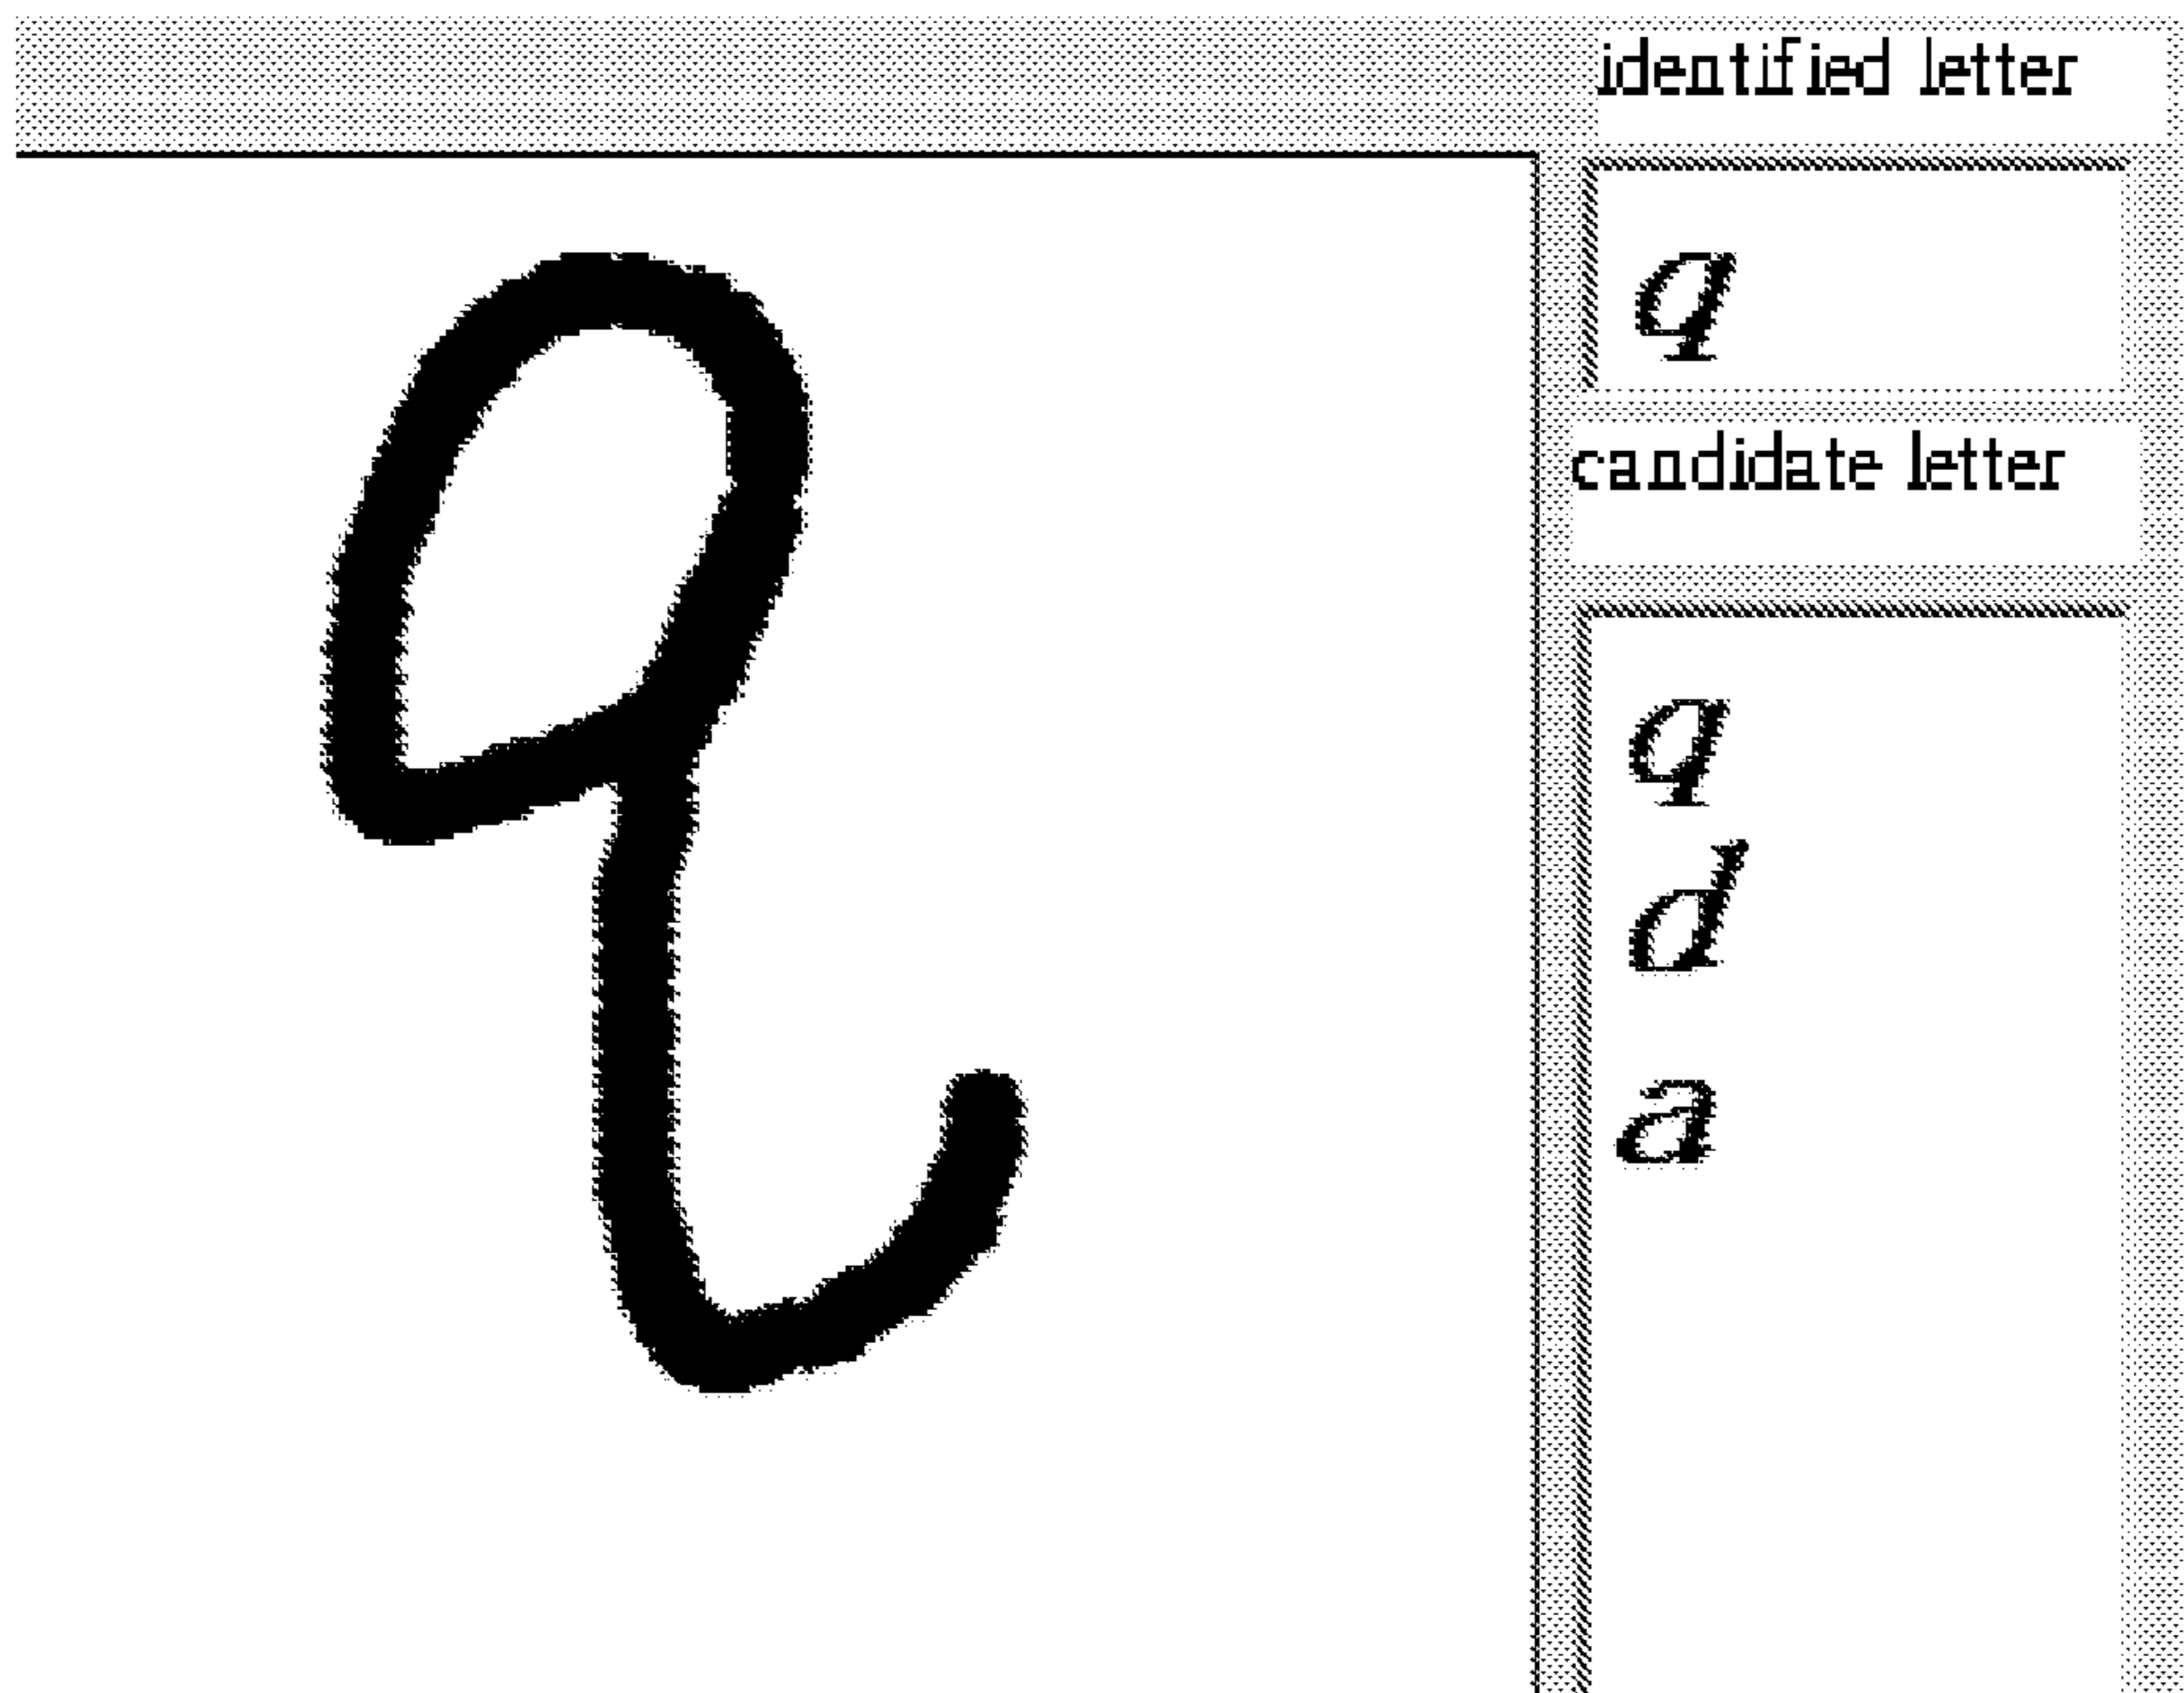 q
identified letter
q
candidate letter
q
d
a